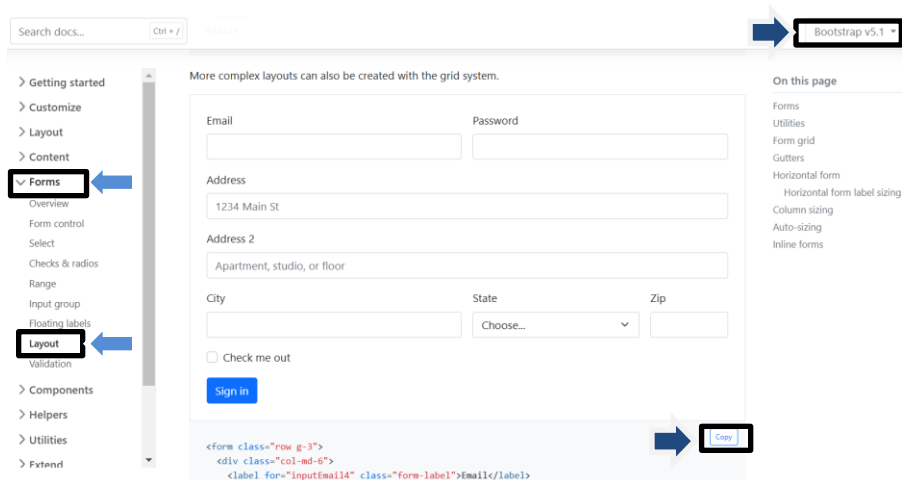 Search docs...
Ctrl + /
Bootstrap v5.1
Getting started
Customize
Layout
Content
Forms
Overview
Form control
Select
Checks & radios
Range
Input group
Floating labels
Layout
Validation
Components
Helpers
Utilities
Extend
More complex layouts can also be created with the grid system.
Email
Password
Address
1234 Main St
Address 2
Apartment, studio, or floor
City
State
Zip
Choose...
Check me out
Sign in
Copy
<form class="row g-3">
<div class="col-md-6">
<label for="inputEmail4" class="form-label">Email</label>
On this page
Forms
Utilities
Form grid
Gutters
Horizontal form
Horizontal form label sizing
Column sizing
Auto-sizing
Inline forms